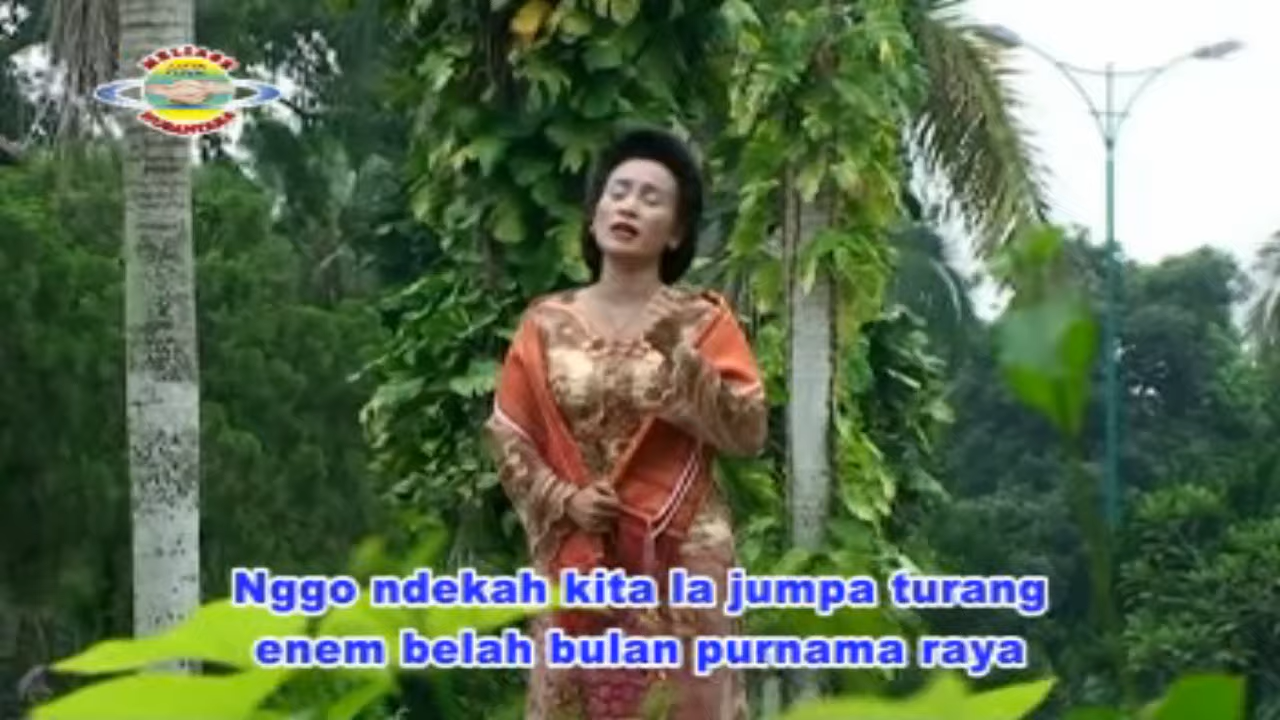 Nggo ndekah kita la jumpa turang
enem belah bulan purnama raya